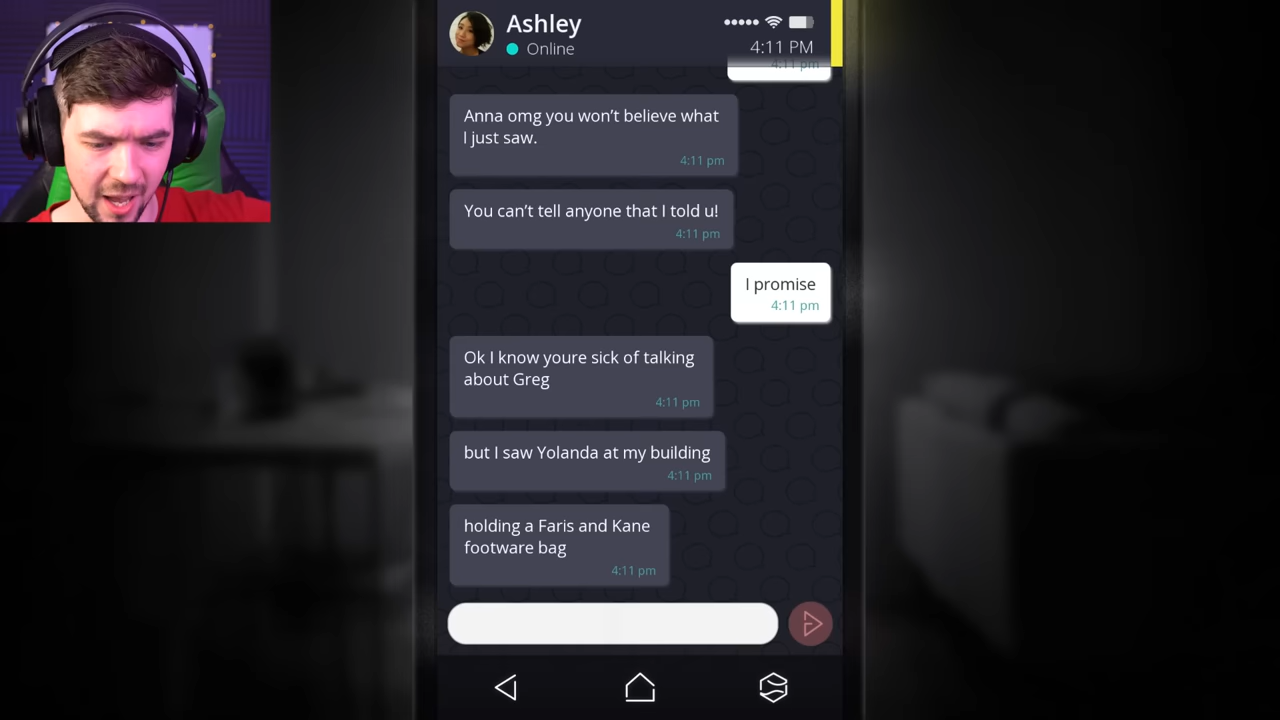 Ashley
Online
4:11 PM
4:11 pm
Anna omg you won't believe what
I just saw.
4:11 pm
You can't tell anyone that I told u!
4:11 pm
I promise
4:11 pm
Ok I know youre sick of talking
about Greg
4:11 pm
but I saw Yolanda at my building
4:11 pm
holding a Faris and Kane
footware bag
4:11 pm